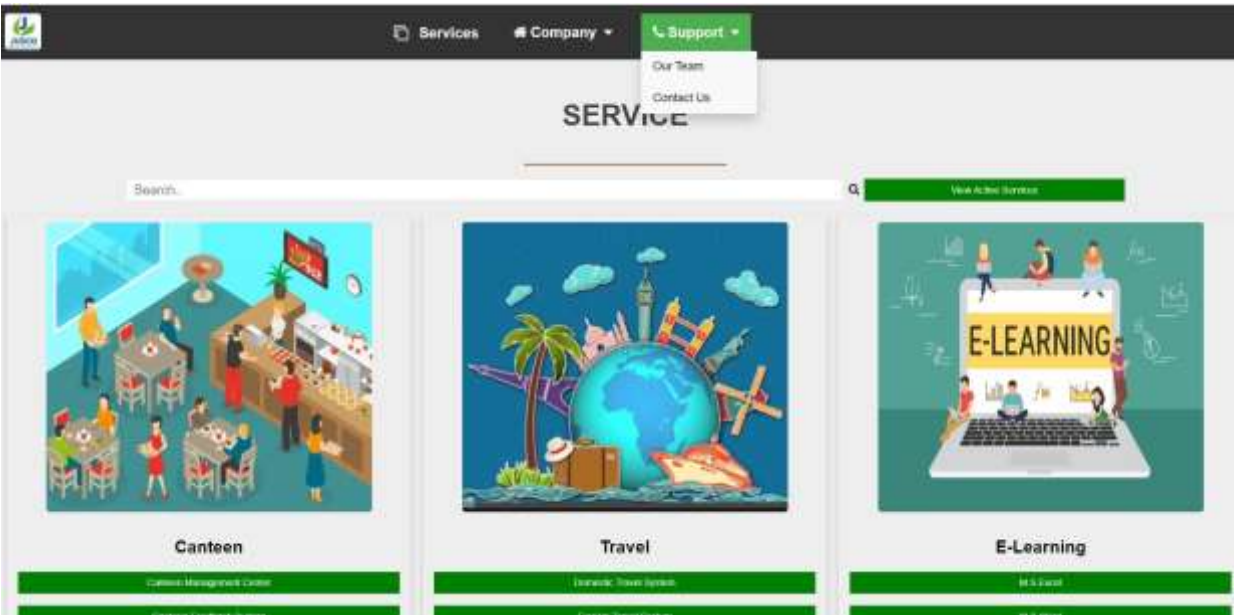 Services
Company
Support
Our Team
Contact Us
SERVICE
Search..
View Active Services
E-LEARNING
Canteen
Travel
E-Learning
Canteen Management Center
Domestic Travel System
M.S.Excel